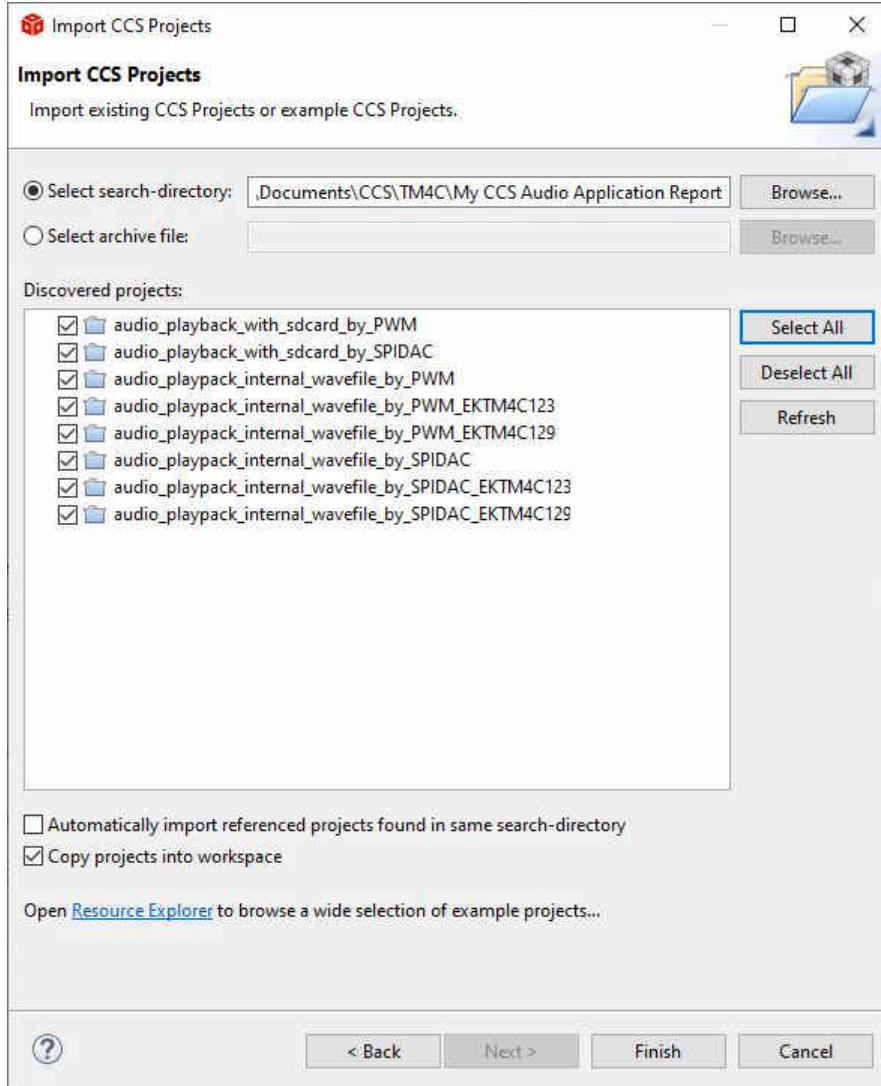 Import CCS Projects
Import CCS Projects
Import existing CCS Projects or example CCS Projects.
Select search-directory: ,Documents\CCS\TM4C\My CCS Audio Application Report Browse...
Select archive file: Browse...
Discovered projects:
audio_playback_with_sdcard_by_PWM Select All
audio_playback_with_sdcard_by_SPIDAC
audio_playpack_internal_wavefile_by_PWM Deselect All
audio_playpack_internal_wavefile_by_PWM_EKTM4C123 Refresh
audio_playpack_internal_wavefile_by_PWM_EKTM4C129
audio_playpack_internal_wavefile_by_SPIDAC
audio_playpack_internal_wavefile_by_SPIDAC_EKTM4C123
audio_playpack_internal_wavefile_by_SPIDAC_EKTM4C129
Automatically import referenced projects found in same search-directory
Copy projects into workspace
Open Resource Explorer to browse a wide selection of example projects...
? < Back Next > Finish Cancel